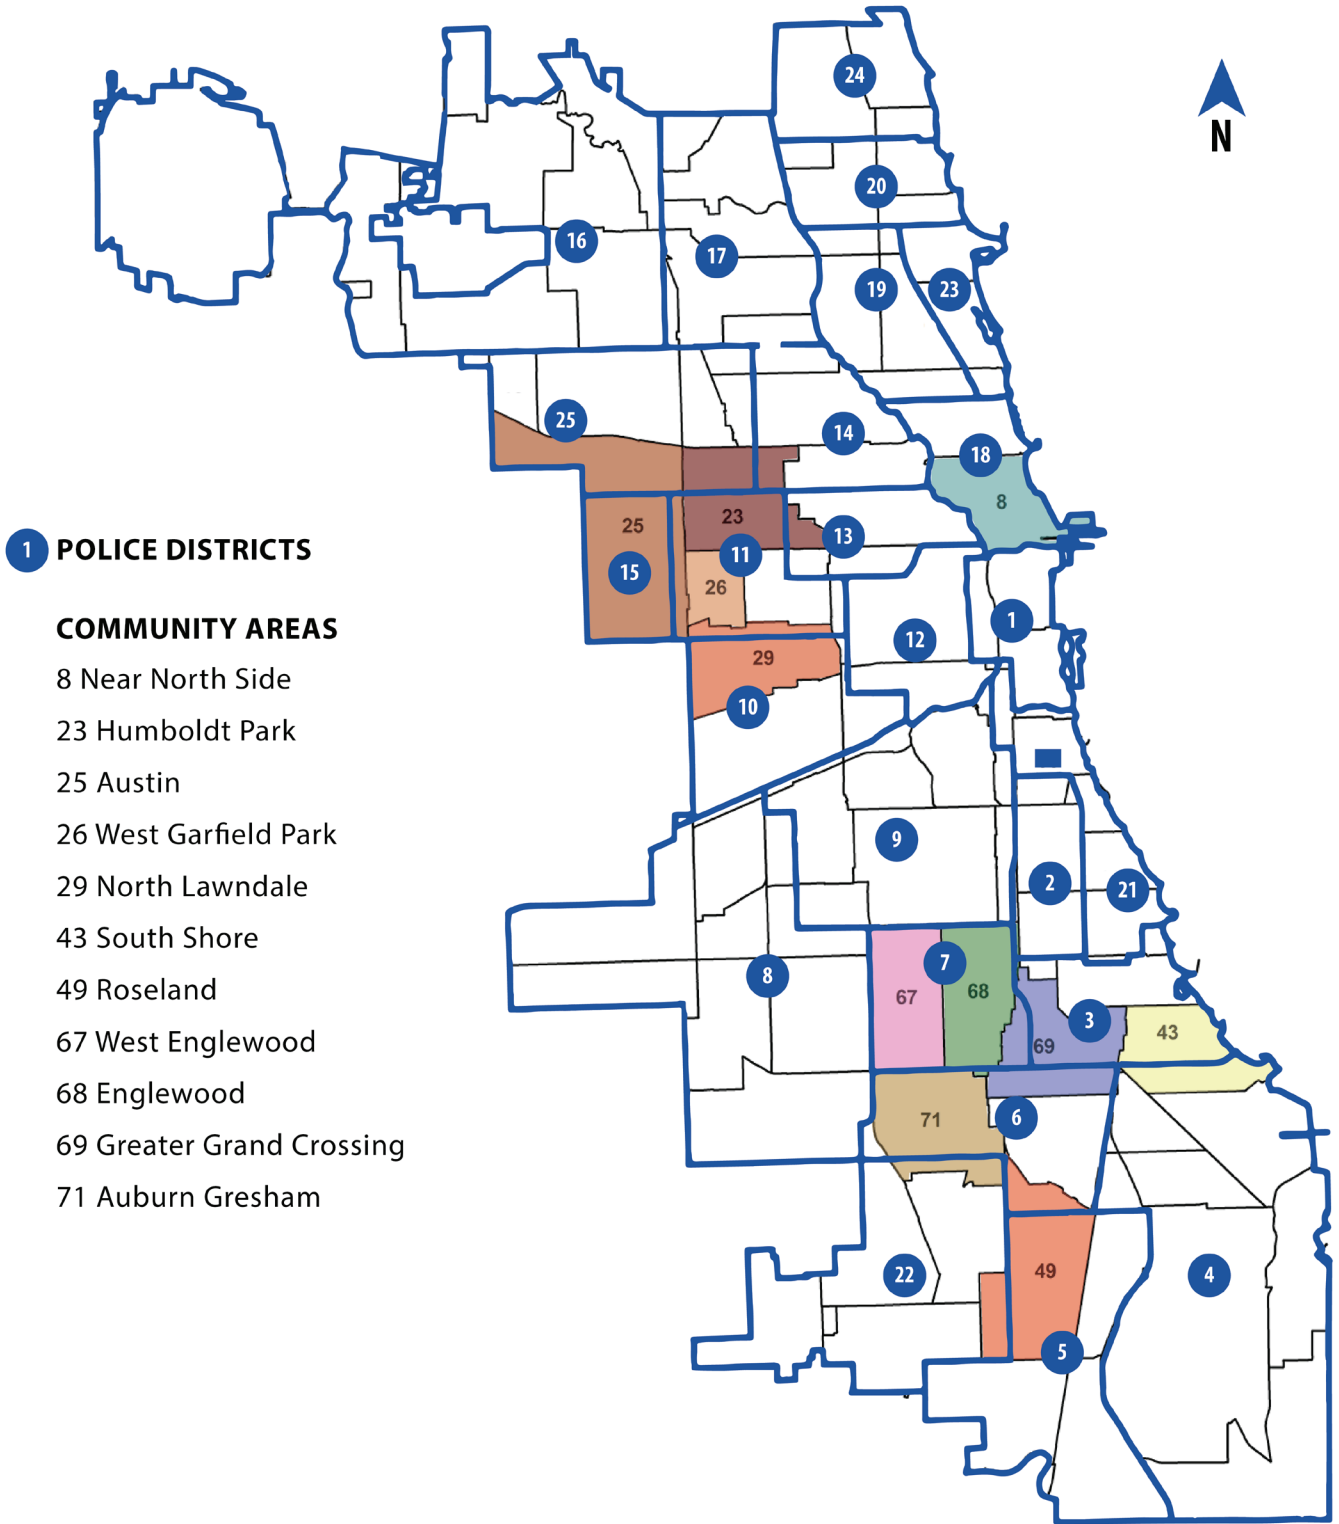 24
N
20
16
17
19
23
25
14
18
8
25
23
13
1 POLICE DISTRICTS
11
15
26
COMMUNITY AREAS
1
12
29
8 Near North Side
10
23 Humboldt Park
25 Austin
26 West Garfield Park
9
29 North Lawndale
2
21
43 South Shore
7
8
67
68
49 Roseland
3
43
67 West Englewood
69
68 Englewood
6
71
69 Greater Grand Crossing
71 Auburn Gresham
49
22
4
5